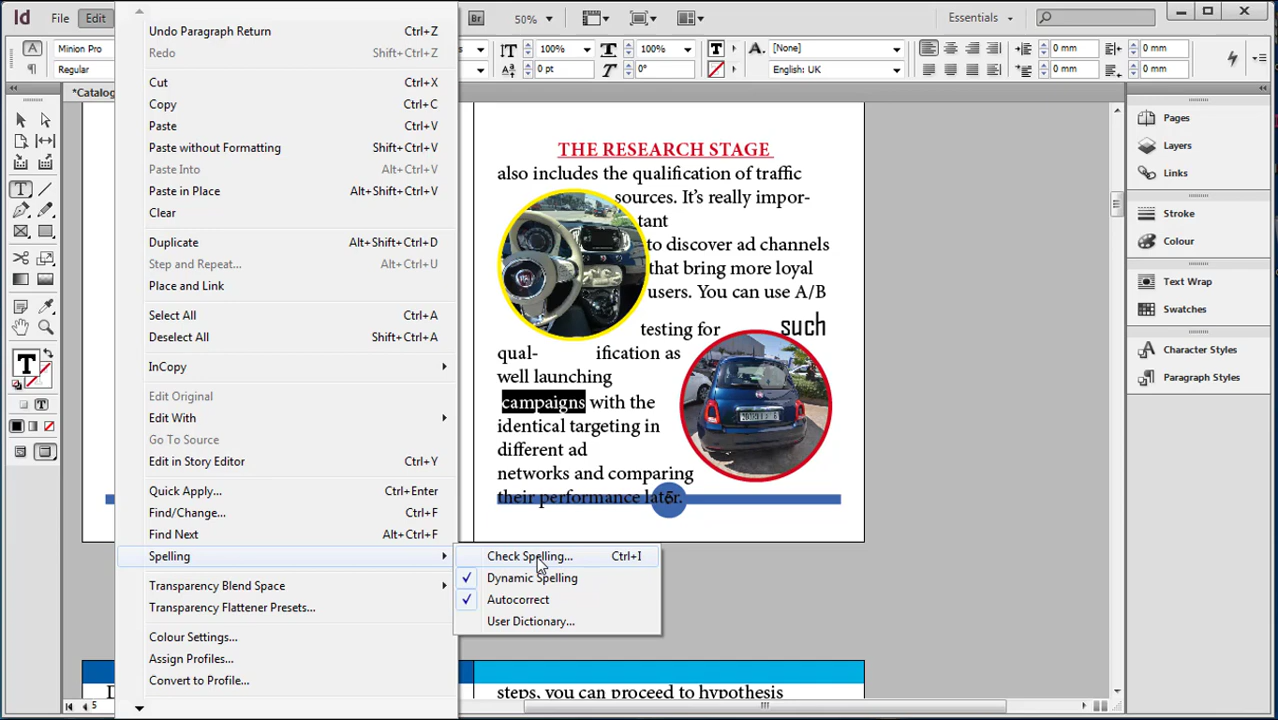 Id File Edit Br 50% Essentials
A Minion Pro 100% 100% T A. [None] 0 mm 0 mm
¶ Regular 0 pt 0° English: UK 0 mm 0 mm
*Catalog
Undo Paragraph Return Ctrl+Z
Redo Shift+Ctrl+Z
Cut Ctrl+X
Copy Ctrl+C
Paste Ctrl+V
Paste without Formatting Shift+Ctrl+V
Paste Into Alt+Ctrl+V
Paste in Place Alt+Shift+Ctrl+V
Clear
Duplicate Alt+Shift+Ctrl+D
Step and Repeat... Alt+Ctrl+U
Place and Link
Select All Ctrl+A
Deselect All Shift+Ctrl+A
InCopy
Edit Original
Edit With
Go To Source
Edit in Story Editor Ctrl+Y
Quick Apply... Ctrl+Enter
Find/Change... Ctrl+F
Find Next Alt+Ctrl+F
Spelling
Transparency Blend Space
Transparency Flattener Presets...
Colour Settings...
Assign Profiles...
Convert to Profile...
Check Spelling... Ctrl+I
Dynamic Spelling
Autocorrect
User Dictionary...
THE RESEARCH STAGE
also includes the qualification of traffic
sources. It's really impor-
tant
to discover ad channels
that bring more loyal
users. You can use A/B
testing for such
qual- ification as
well launching
campaigns with the
identical targeting in
different ad
networks and comparing
their performance later.
steps, you can proceed to hypothesis
D
5
Pages
Layers
Links
Stroke
Colour
Text Wrap
Swatches
Character Styles
Paragraph Styles